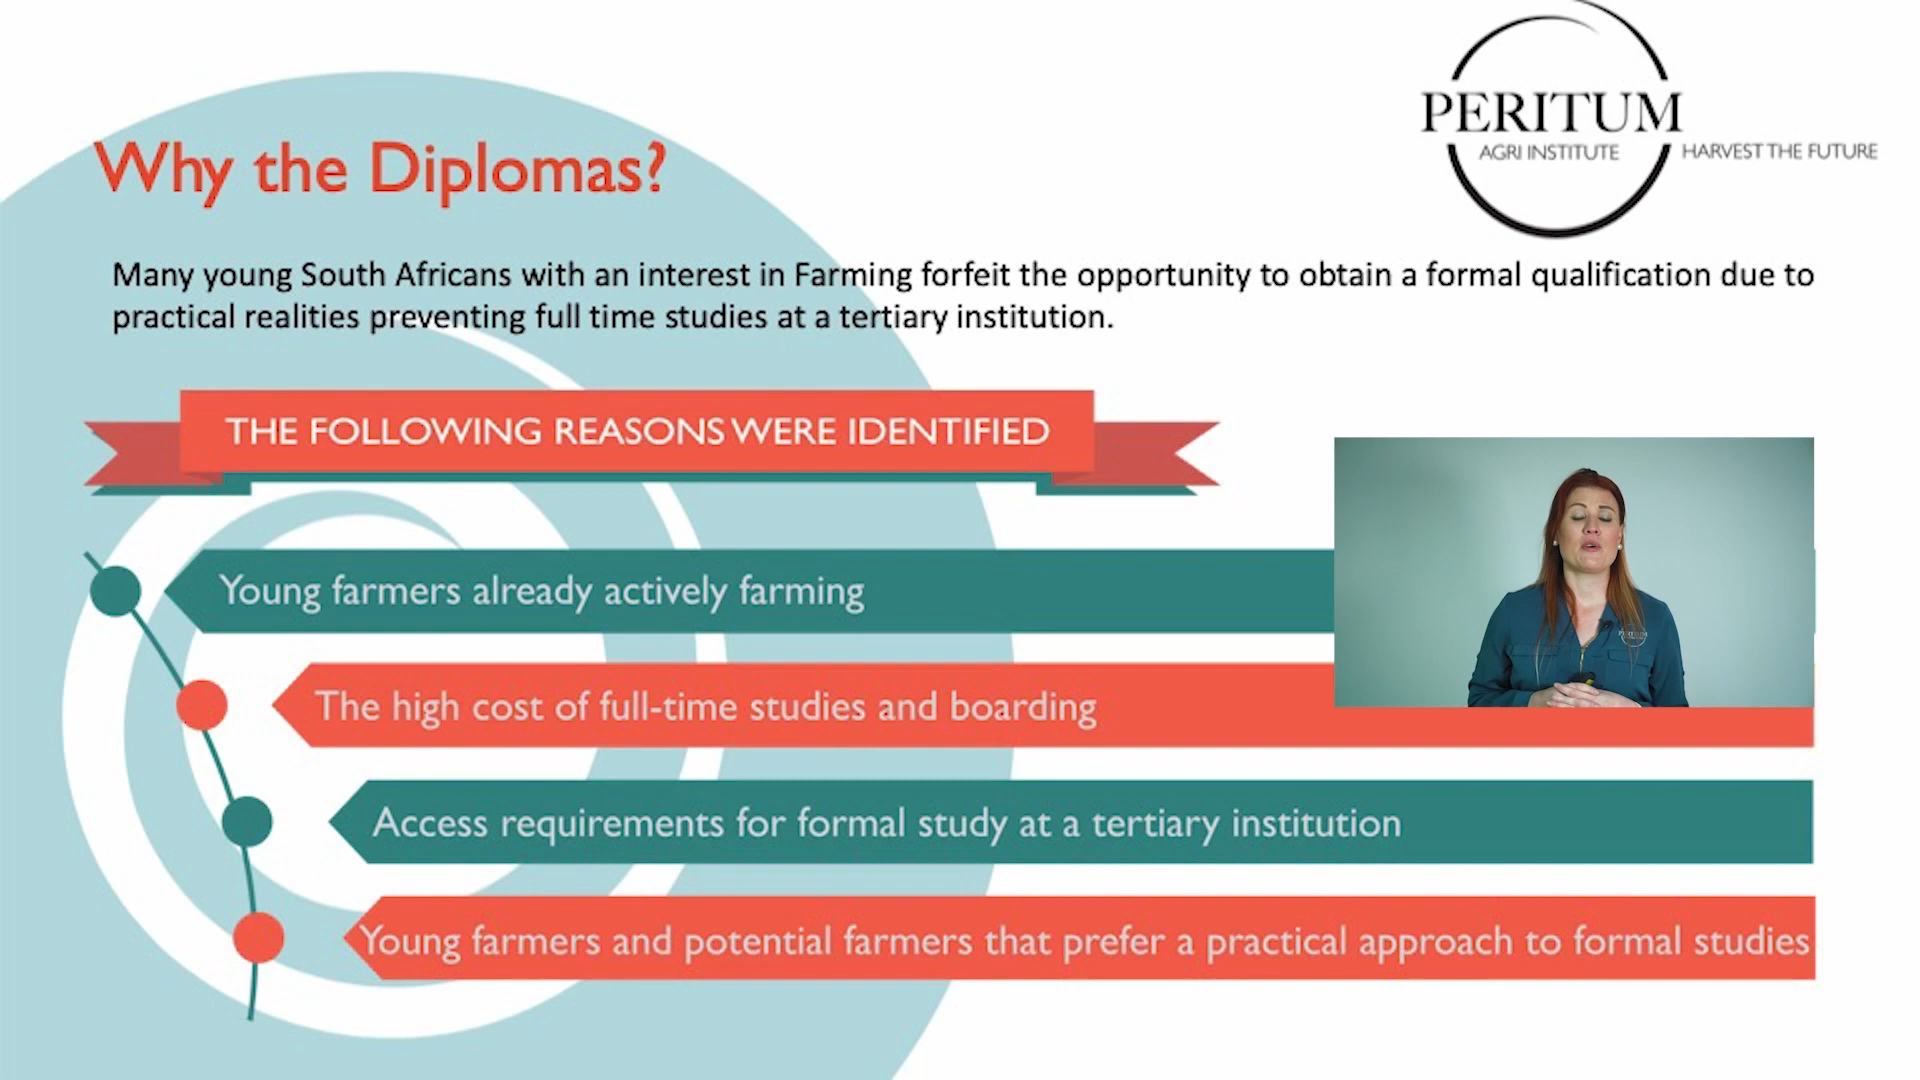 PERITUM
AGRI INSTITUTE
HARVEST THE FUTURE
Why the Diplomas?
Many young South Africans with an interest in Farming forfeit the opportunity to obtain a formal qualification due to
practical realities preventing full time studies at a tertiary institution.
THE FOLLOWING REASONS WERE IDENTIFIED
Young farmers already actively farming
The high cost of full-time studies and boarding
PERITUM
Access requirements for formal study at a tertiary institution
Young farmers and potential farmers that prefer a practical approach to formal studies